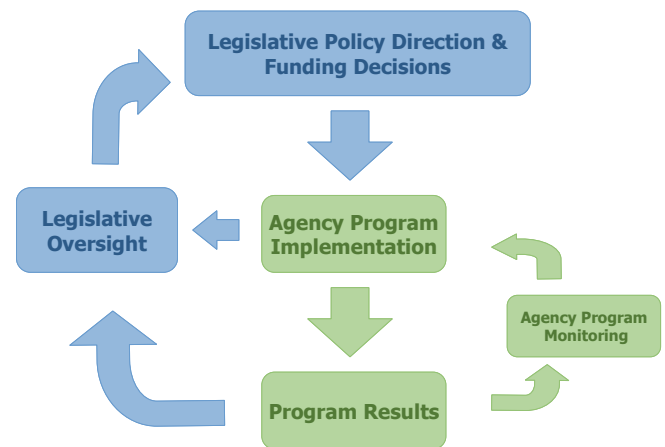 Legislative Policy Direction &
Funding Decisions
Legislative
Oversight
Agency Program
Implementation
Agency Program
Monitoring
Program Results